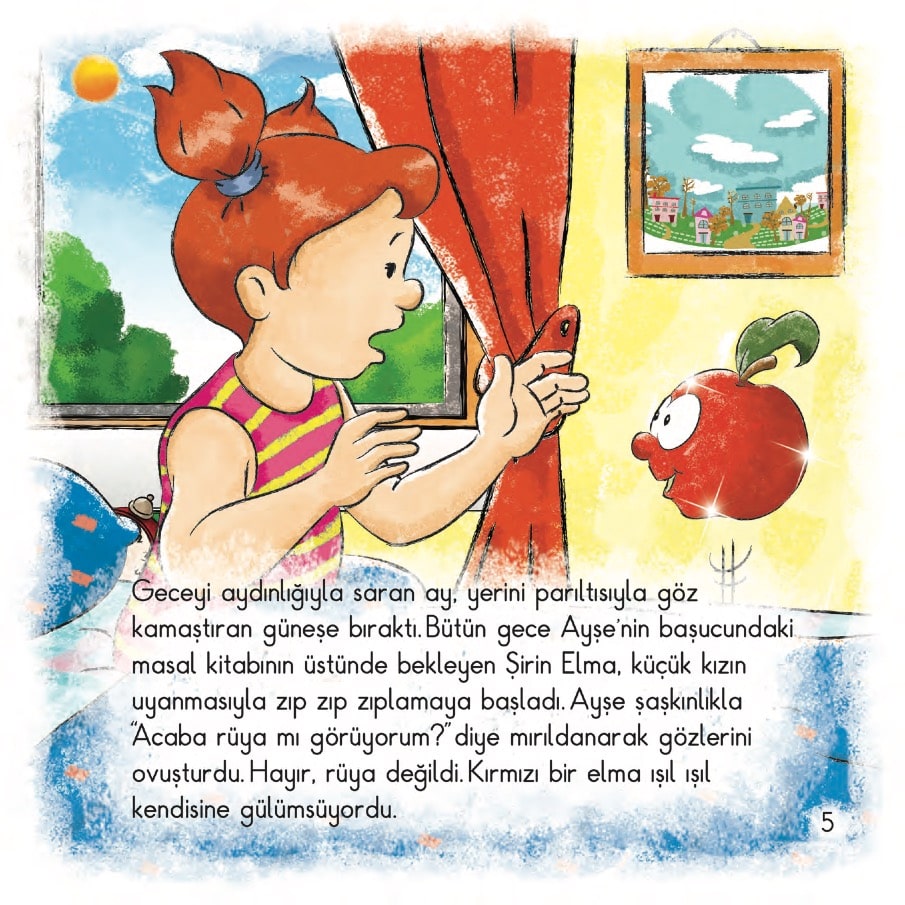 Geceyi aydınlığıyla saran ay, yerini parıltısıyla göz
kamaştıran güneşe bıraktı. Bütün gece Ayşe'nin başucundaki
masal kitabının üstünde bekleyen Şirin Elma, küçük kızın
uyanmasıyla zıp zıp zıplamaya başladı. Ayşe şaşkınlıkla
"Acaba rüya mı görüyorum?" diye mırıldanarak gözlerini
ovuşturdu. Hayır, rüya değildi. Kırmızı bir elma ışıl ışıl
kendisine gülümsüyordu.
5